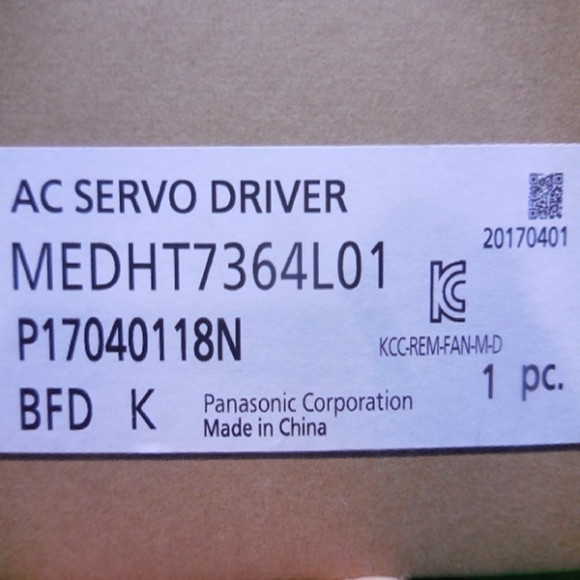 AC SERVO DRIVER
20170401
MEDHT7364L01
P17040118N
KCC-REM-FAN-M-D
1 pc.
BFD K
Panasonic Corporation
Made in China